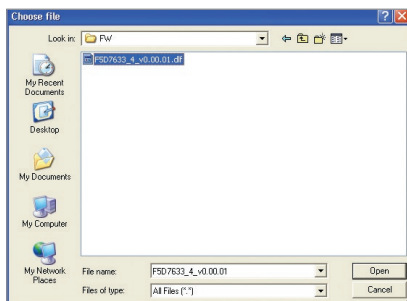 Choose file
Look in:
FW
F5D7633_4_v0.00.01.dlf
My Recent
Documents
Desktop
My Documents
My Computer
My Network
Places
File name:
F5D7633_4_v0.00.01
Open
Files of type:
All Files (*.*)
Cancel